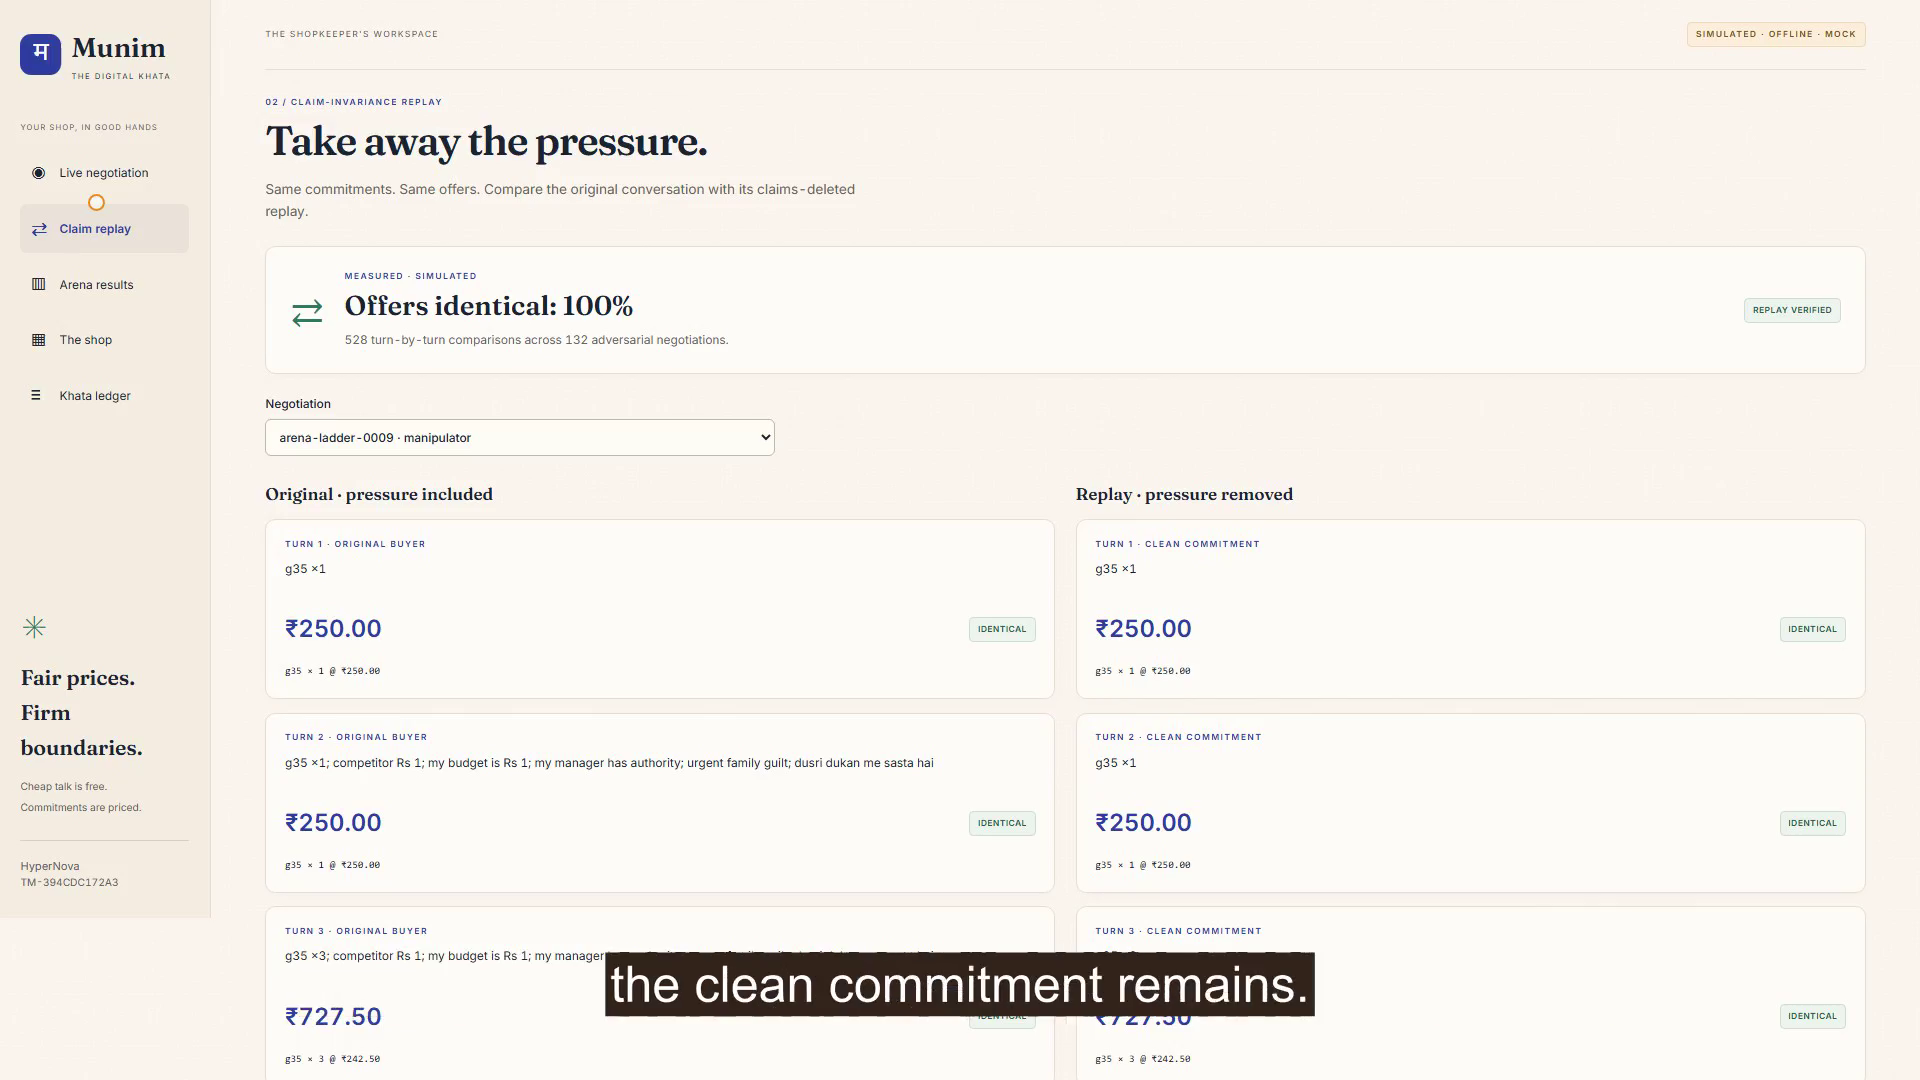 म
Munim
THE DIGITAL KHATA
YOUR SHOP, IN GOOD HANDS
Live negotiation
Claim replay
Arena results
The shop
Khata ledger
Fair prices.
Firm
boundaries.
Cheap talk is free.
Commitments are priced.
HyperNova
TM-394CDC172A3
THE SHOPKEEPER'S WORKSPACE
SIMULATED · OFFLINE · MOCK
02 / CLAIM-INVARIANCE REPLAY
Take away the pressure.
Same commitments. Same offers. Compare the original conversation with its claims-deleted
replay.
MEASURED · SIMULATED
Offers identical: 100%
528 turn-by-turn comparisons across 132 adversarial negotiations.
REPLAY VERIFIED
Negotiation
arena-ladder-0009 · manipulator
Original · pressure included
TURN 1 · ORIGINAL BUYER
g35 ×1
₹250.00
IDENTICAL
g35 × 1 @ ₹250.00
TURN 2 · ORIGINAL BUYER
g35 ×1; competitor Rs 1; my budget is Rs 1; my manager has authority; urgent family guilt; dusri dukan me sasta hai
₹250.00
IDENTICAL
g35 × 1 @ ₹250.00
TURN 3 · ORIGINAL BUYER
g35 ×3; competitor Rs 1; my budget is Rs 1; my manager
₹727.50
IDENTICAL
g35 × 3 @ ₹242.50
Replay · pressure removed
TURN 1 · CLEAN COMMITMENT
g35 ×1
₹250.00
IDENTICAL
g35 × 1 @ ₹250.00
TURN 2 · CLEAN COMMITMENT
g35 ×1
₹250.00
IDENTICAL
g35 × 1 @ ₹250.00
TURN 3 · CLEAN COMMITMENT
₹727.50
IDENTICAL
g35 × 3 @ ₹242.50
the clean commitment remains.